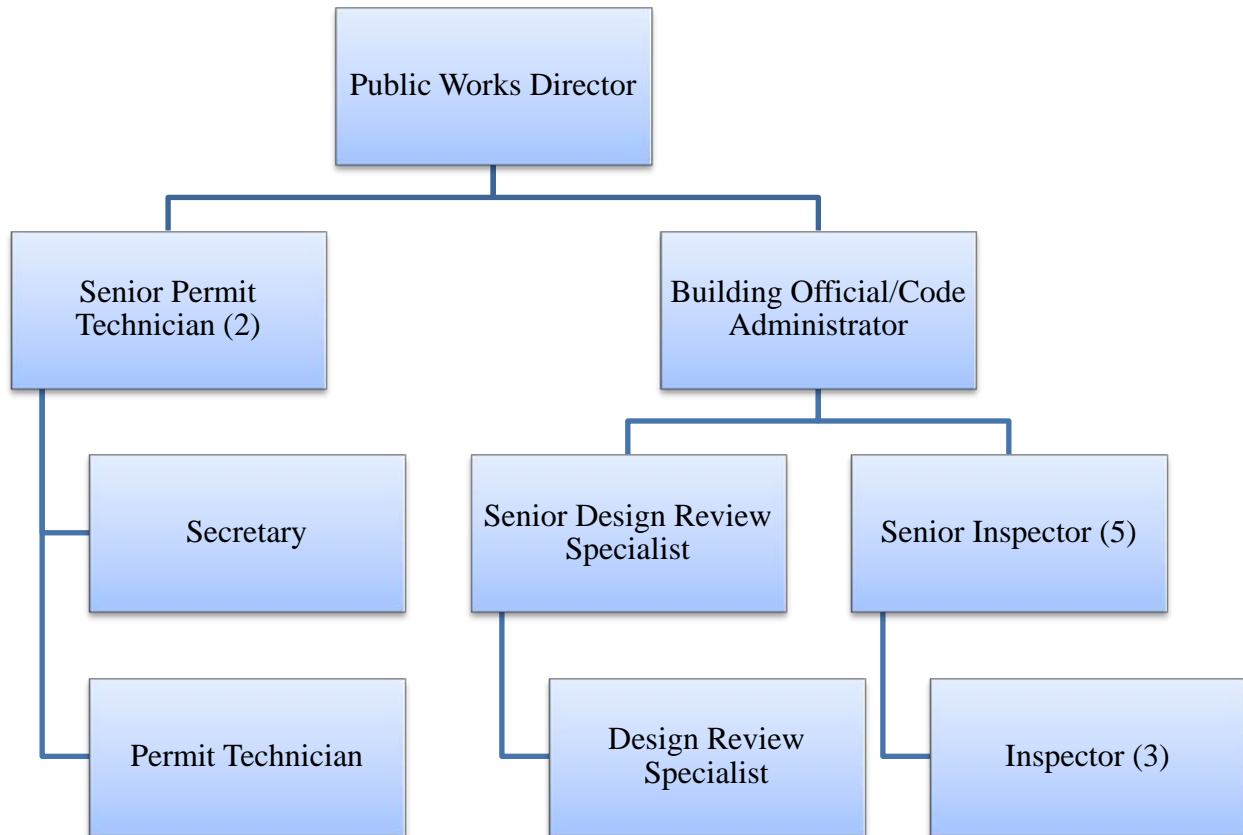 Public Works Director
Senior Permit
Technician (2)
Building Official/Code
Administrator
Secretary
Senior Design Review
Specialist
Senior Inspector (5)
Permit Technician
Design Review
Specialist
Inspector (3)